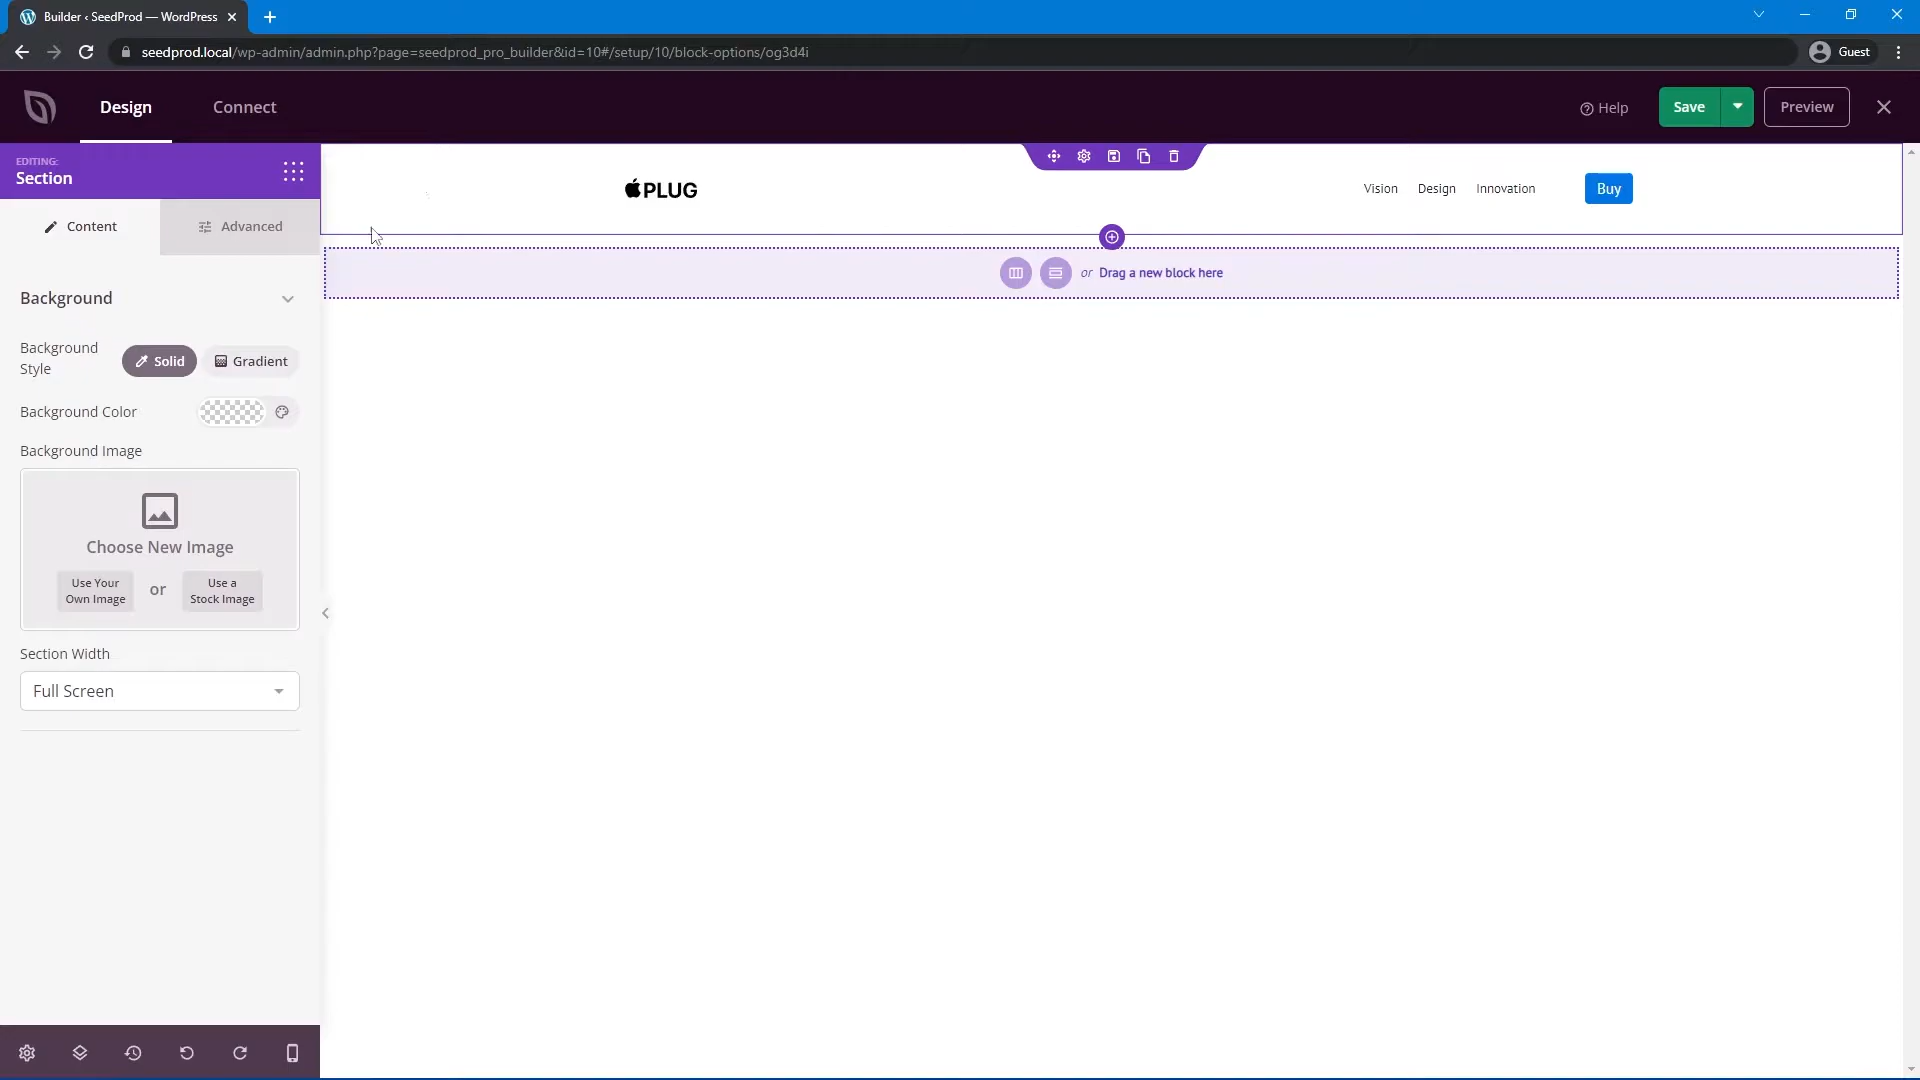 Builder ‹ SeedProd — WordPress
seedprod.local/wp-admin/admin.php?page=seedprod_pro_builder&id=10#/setup/10/block-options/og3d4i
Guest
Design
Connect
Help
Save
Preview
EDITING:
Section
Content
Advanced
PLUG
Vision
Design
Innovation
Buy
or Drag a new block here
Background
Background
Style
Solid
Gradient
Background Color
Background Image
Choose New Image
Use Your
Own Image
or
Use a
Stock Image
Section Width
Full Screen